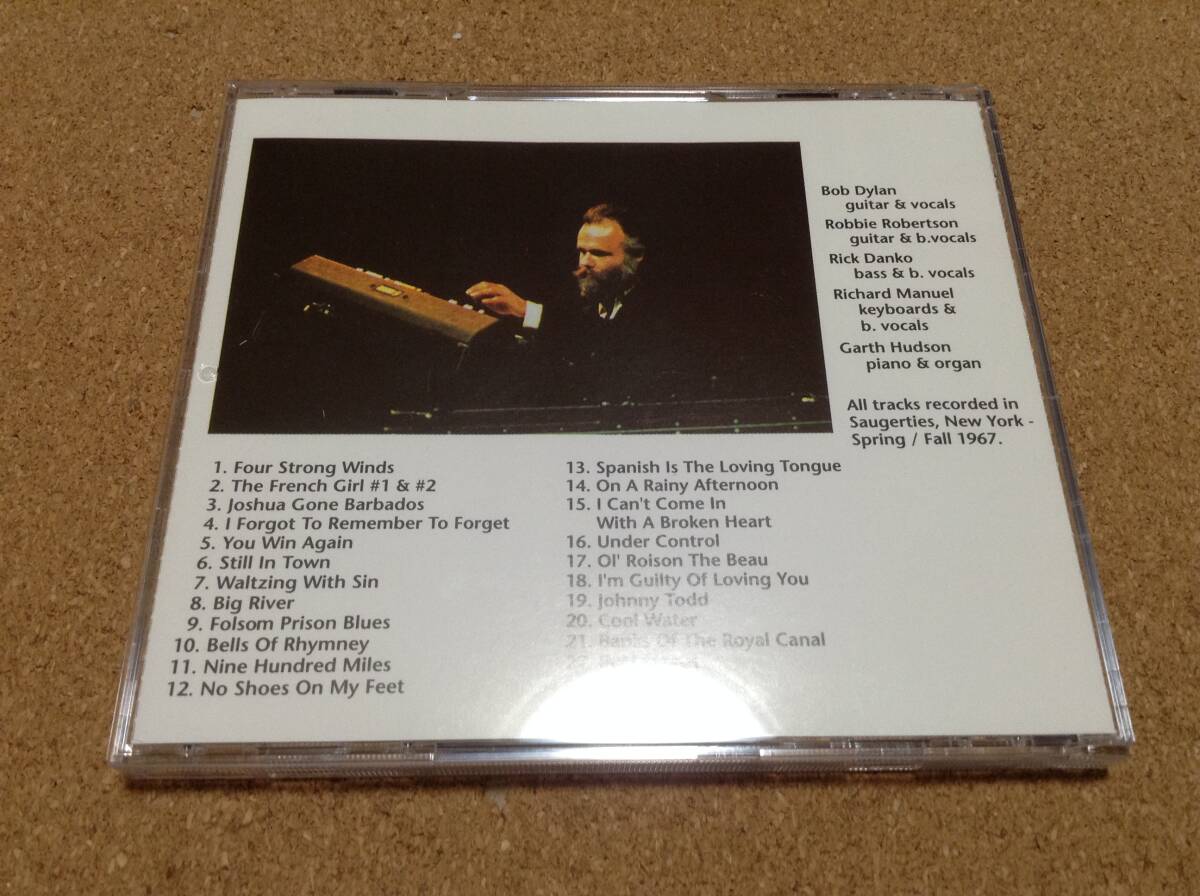 Bob Dylan
guitar & vocals
Robbie Robertson
guitar & b.vocals
Rick Danko
bass & b. vocals
Richard Manuel
keyboards &
b. vocals
Garth Hudson
piano & organ
All tracks recorded in
Saugerties, New York -
Spring / Fall 1967.
1. Four Strong Winds
2. The French Girl #1 & #2
3. Joshua Gone Barbados
4. I Forgot To Remember To Forget
5. You Win Again
6. Still In Town
7. Waltzing With Sin
8. Big River
9. Folsom Prison Blues
10. Bells Of Rhymney
11. Nine Hundred Miles
12. No Shoes On My Feet
13. Spanish Is The Loving Tongue
14. On A Rainy Afternoon
15. I Can't Come In
With A Broken Heart
16. Under Control
17. Ol' Roison The Beau
18. I'm Guilty Of Loving You
19. Johnny Todd
20. Cool Water
21. Banks Of The Royal Canal
22.